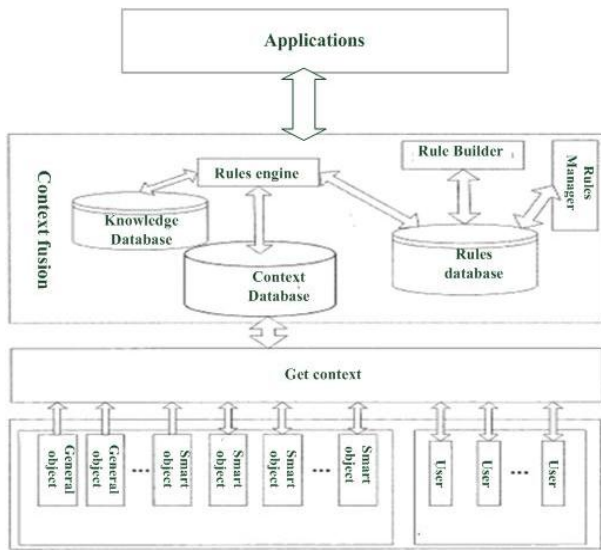 Applications
Context fusion
Rules engine
Rule Builder
Rules
Manager
Knowledge
Database
Context
Database
Rules
database
Get context
General
object
General
object
...
Smart
object
Smart
object
Smart
object
...
Smart
object
User
User
...
User